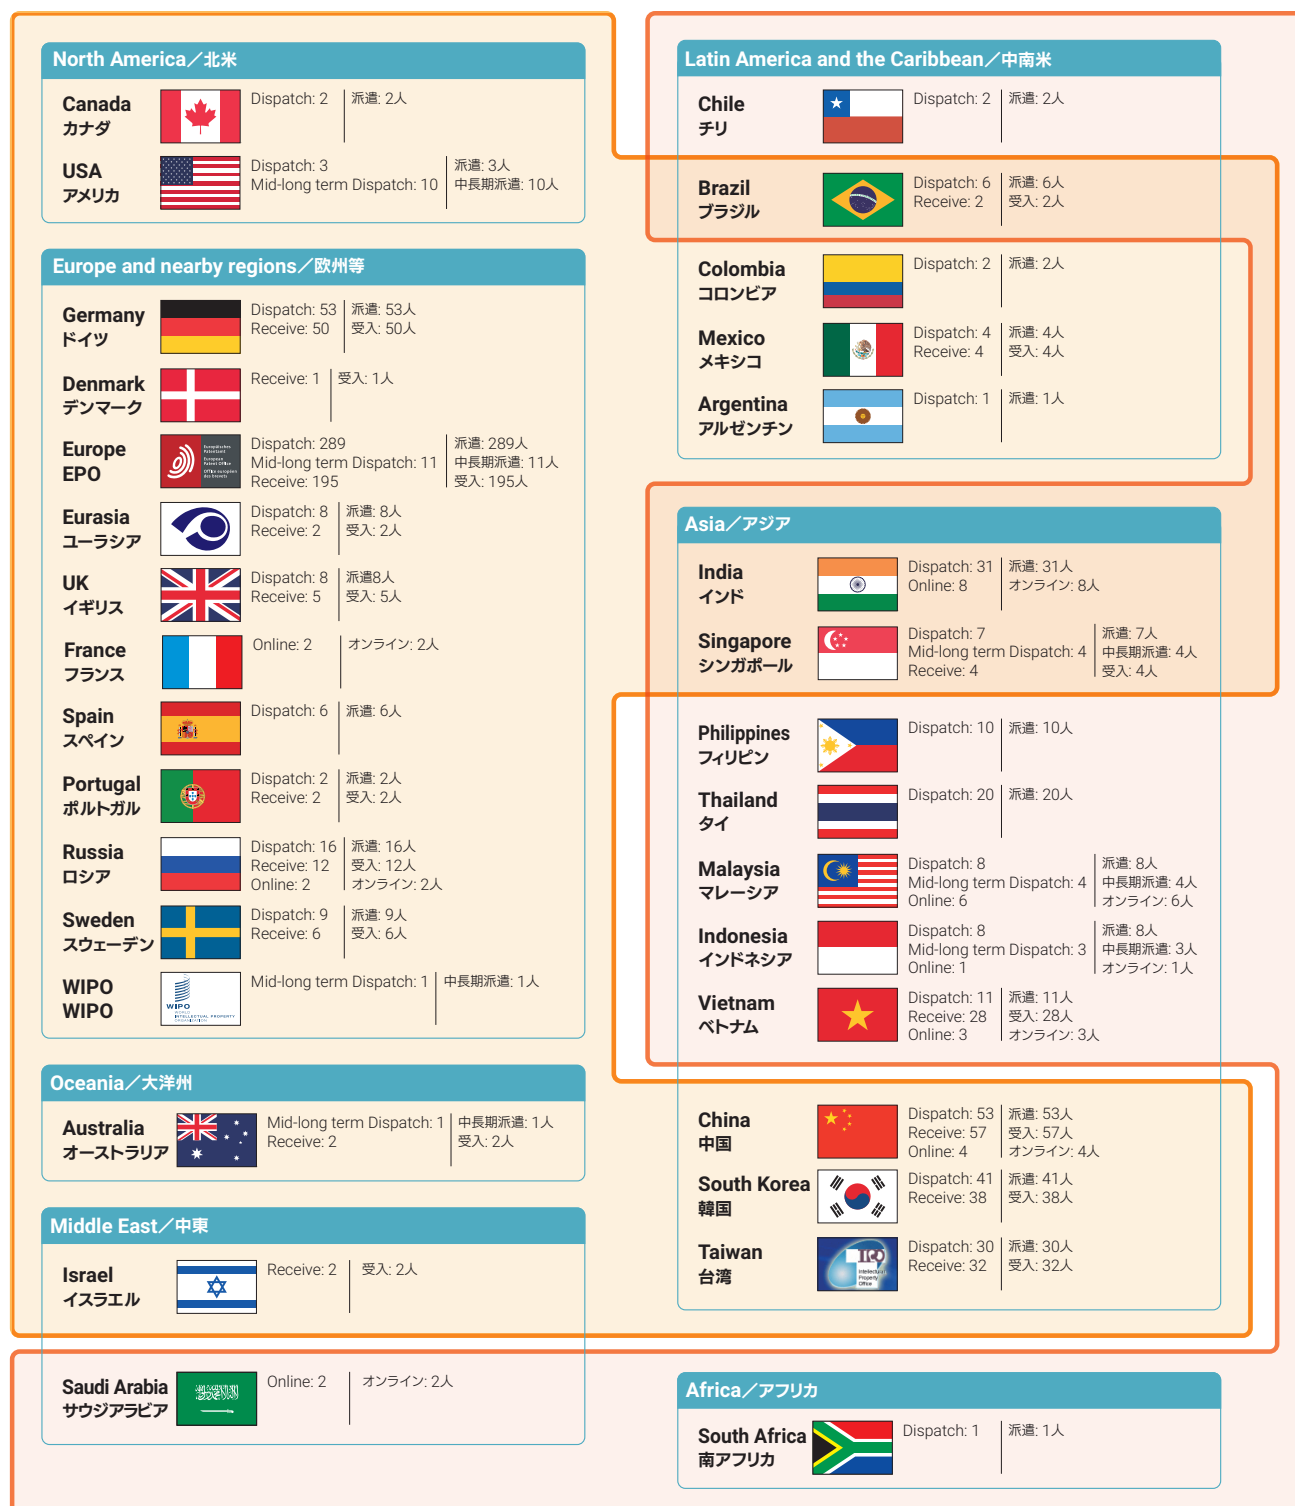 North America／北米
Canada
カナダ
Dispatch: 2
派遣: 2人
USA
アメリカ
Dispatch: 3
Mid-long term Dispatch: 10
派遣: 3人
中長期派遣: 10人
Europe and nearby regions／欧州等
Germany
ドイツ
Dispatch: 53
Receive: 50
派遣: 53人
受入: 50人
Denmark
デンマーク
Receive: 1
受入: 1人
Europe
EPO
Europäisches
Patentamt
European
Patent Office
Office européen
des brevets
Dispatch: 289
Mid-long term Dispatch: 11
Receive: 195
派遣: 289人
中長期派遣: 11人
受入: 195人
Eurasia
ユーラシア
Dispatch: 8
Receive: 2
派遣: 8人
受入: 2人
UK
イギリス
Dispatch: 8
Receive: 5
派遣8人
受入: 5人
France
フランス
Online: 2
オンライン: 2人
Spain
スペイン
Dispatch: 6
派遣: 6人
Portugal
ポルトガル
Dispatch: 2
Receive: 2
派遣: 2人
受入: 2人
Russia
ロシア
Dispatch: 16
Receive: 12
Online: 2
派遣: 16人
受入: 12人
オンライン: 2人
Sweden
スウェーデン
Dispatch: 9
Receive: 6
派遣: 9人
受入: 6人
WIPO
WIPO
WIPO
WORLD
INTELLECTUAL PROPERTY
ORGANIZATION
Mid-long term Dispatch: 1
中長期派遣: 1人
Oceania／大洋州
Australia
オーストラリア
Mid-long term Dispatch: 1
Receive: 2
中長期派遣: 1人
受入: 2人
Middle East／中東
Israel
イスラエル
Receive: 2
受入: 2人
Saudi Arabia
サウジアラビア
Online: 2
オンライン: 2人
Latin America and the Caribbean／中南米
Chile
チリ
Dispatch: 2
派遣: 2人
Brazil
ブラジル
Dispatch: 6
Receive: 2
派遣: 6人
受入: 2人
Colombia
コロンビア
Dispatch: 2
派遣: 2人
Mexico
メキシコ
Dispatch: 4
Receive: 4
派遣: 4人
受入: 4人
Argentina
アルゼンチン
Dispatch: 1
派遣: 1人
Asia／アジア
India
インド
Dispatch: 31
Online: 8
派遣: 31人
オンライン: 8人
Singapore
シンガポール
Dispatch: 7
Mid-long term Dispatch: 4
Receive: 4
派遣: 7人
中長期派遣: 4人
受入: 4人
Philippines
フィリピン
Dispatch: 10
派遣: 10人
Thailand
タイ
Dispatch: 20
派遣: 20人
Malaysia
マレーシア
Dispatch: 8
Mid-long term Dispatch: 4
Online: 6
派遣: 8人
中長期派遣: 4人
オンライン: 6人
Indonesia
インドネシア
Dispatch: 8
Mid-long term Dispatch: 3
Online: 1
派遣: 8人
中長期派遣: 3人
オンライン: 1人
Vietnam
ベトナム
Dispatch: 11
Receive: 28
Online: 3
派遣: 11人
受入: 28人
オンライン: 3人
China
中国
Dispatch: 53
Receive: 57
Online: 4
派遣: 53人
受入: 57人
オンライン: 4人
South Korea
韓国
Dispatch: 41
Receive: 38
派遣: 41人
受入: 38人
Taiwan
台湾
Intellectual
Property
Office
Dispatch: 30
Receive: 32
派遣: 30人
受入: 32人
Africa／アフリカ
South Africa
南アフリカ
Dispatch: 1
派遣: 1人